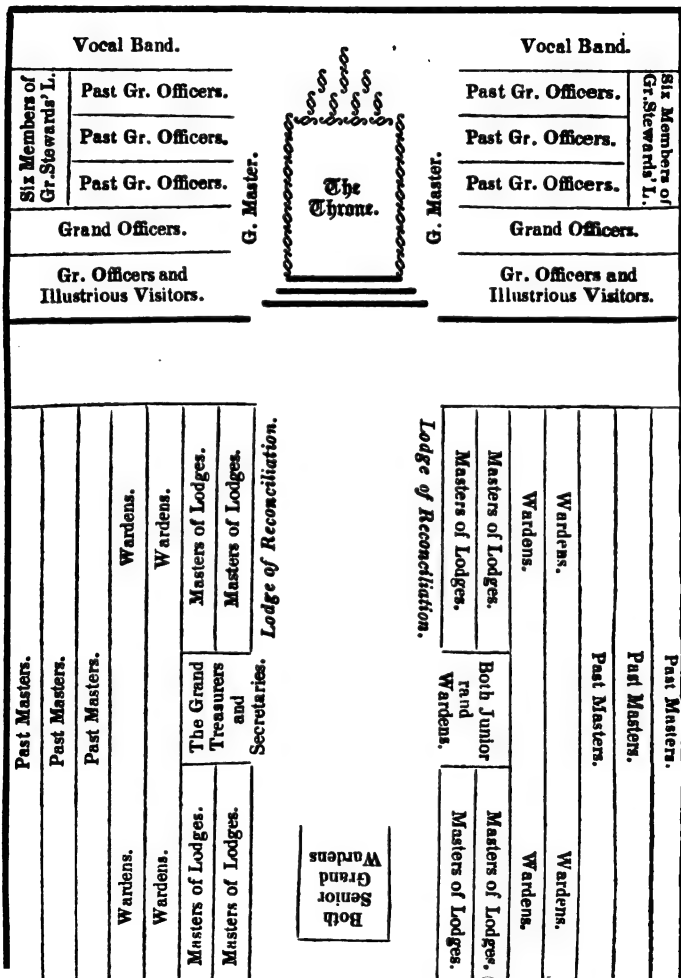 Vocal Band.
Six Members of
Gr. Stewards' L.
Past Gr. Officers.
Past Gr. Officers.
Past Gr. Officers.
Grand Officers.
Gr. Officers and
Illustrious Visitors.
G. Master.
The
Throne.
G. Master.
Vocal Band.
Past Gr. Officers.
Past Gr. Officers.
Past Gr. Officers.
Six Members of
Gr. Stewards' L.
Grand Officers.
Gr. Officers and
Illustrious Visitors.
Past Masters.
Past Masters.
Past Masters.
Wardens.
Wardens.
Wardens.
Wardens.
Masters of Lodges.
Masters of Lodges.
Lodge of Reconciliation.
The Grand
Treasurers
and
Secretaries.
Masters of Lodges.
Masters of Lodges.
Both
Senior
Grand
Wardens
Lodge of Reconciliation.
Masters of Lodges.
Masters of Lodges.
Both Junior
rand
Wardens.
Masters of Lodges.
Masters of Lodges.
Wardens.
Wardens.
Wardens.
Wardens.
Past Masters.
Past Masters.
Past Masters.